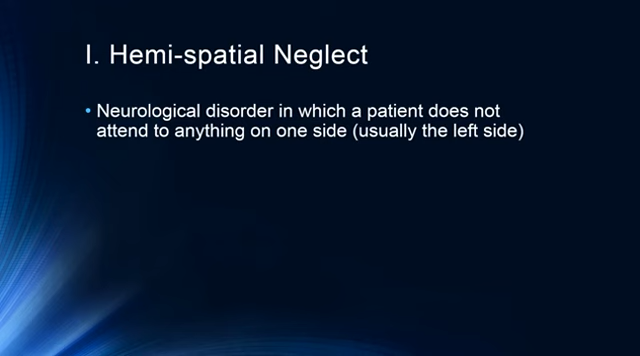 I. Hemi-spatial Neglect
• Neurological disorder in which a patient does not
attend to anything on one side (usually the left side)